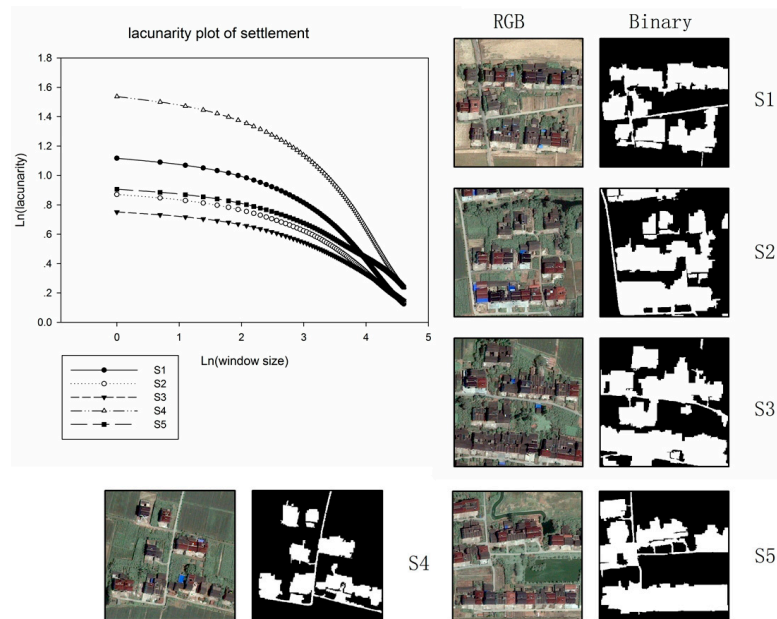 RGB Binary
lacunarity plot of settlement
1.8
1.6
1.4
1.2
1.0
.8
.6
.4
.2
0.0
Ln(lacunarity)
0 1 2 3 4 5
Ln(window size)
S1
S2
S3
S4
S5
S1
S2
S3
S4
S5